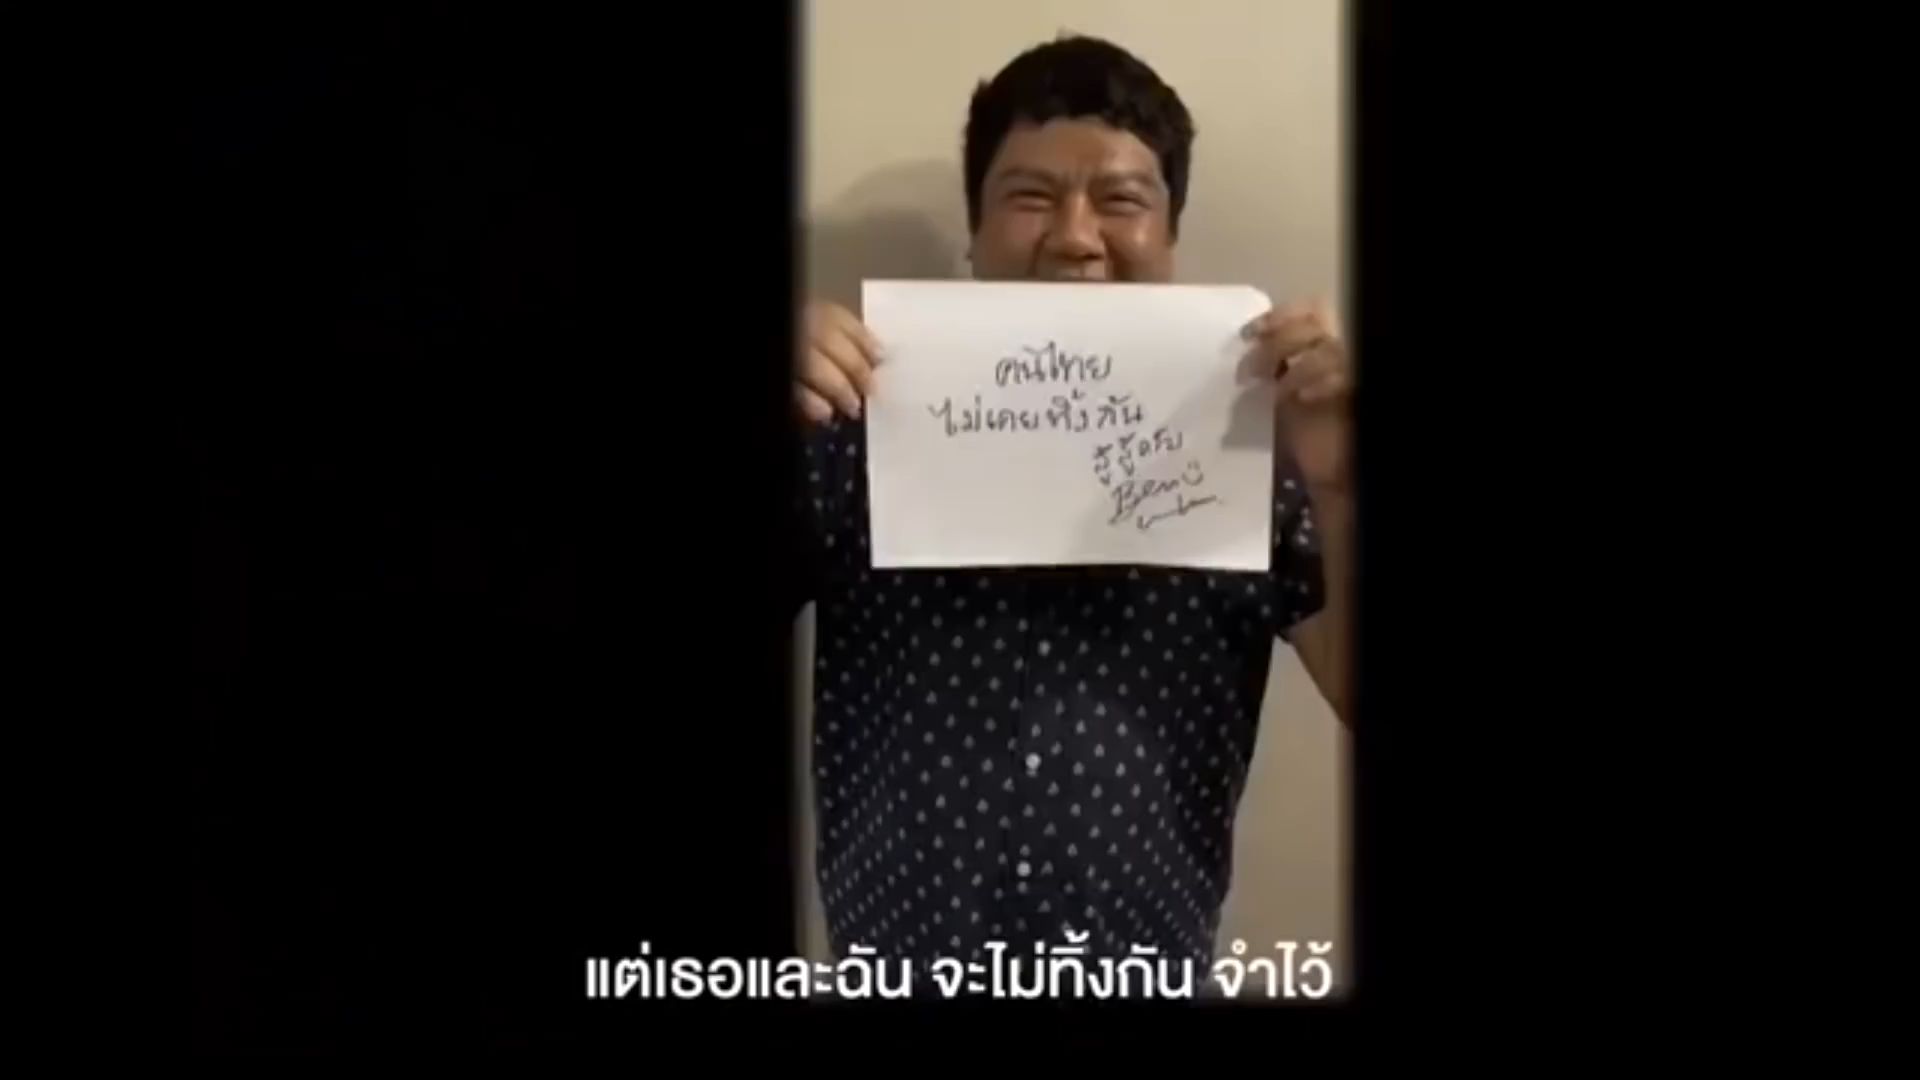 คนไทย
ไม่เคยทิ้งกัน
สู้สู้ครับ
แต่เธอและฉัน จะไม่ทิ้งกัน จำไว้